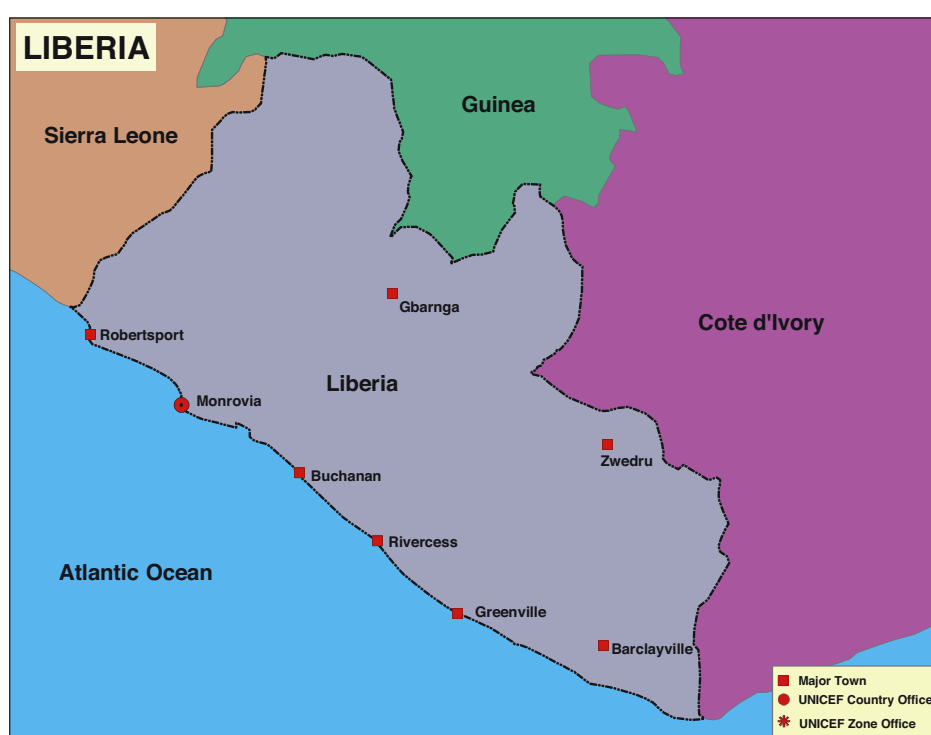 LIBERIA
Guinea
Sierra Leone
Gbarnga
Cote d'Ivory
Robertsport
Liberia
Monrovia
Zwedru
Buchanan
Rivercess
Atlantic Ocean
Greenville
Barclayville
Major Town
UNICEF Country Office
UNICEF Zone Office